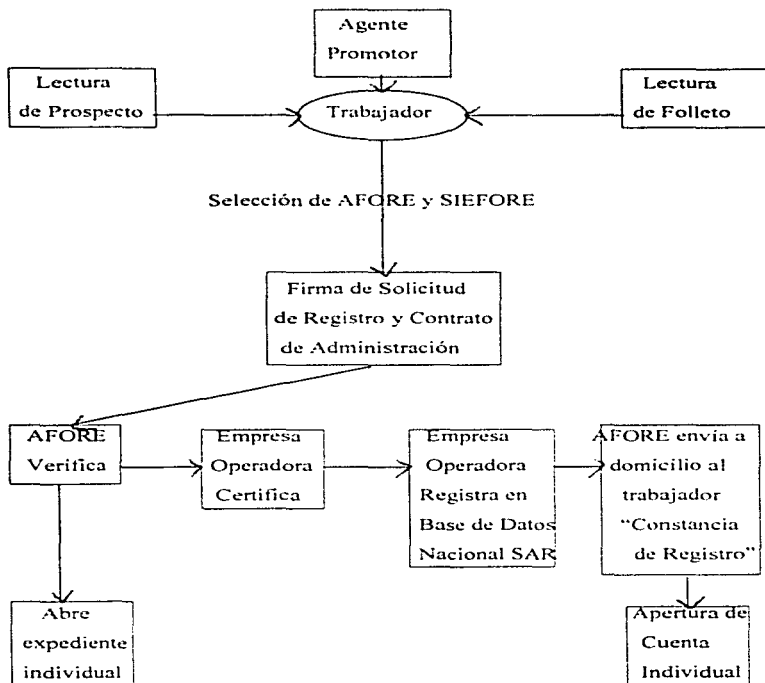 Agente
Promotor
Lectura
de Prospecto
Trabajador
Lectura
de Folleto
Selección de AFORE y SIEFORE
Firma de Solicitud
de Registro y Contrato
de Administración
AFORE
Verifica
Empresa
Operadora
Certifica
Empresa
Operadora
Registra en
Base de Datos
Nacional SAR
AFORE envía a
domicilio al
trabajador
“Constancia
de Registro”
Abre
expediente
individual
Apertura de
Cuenta
Individual